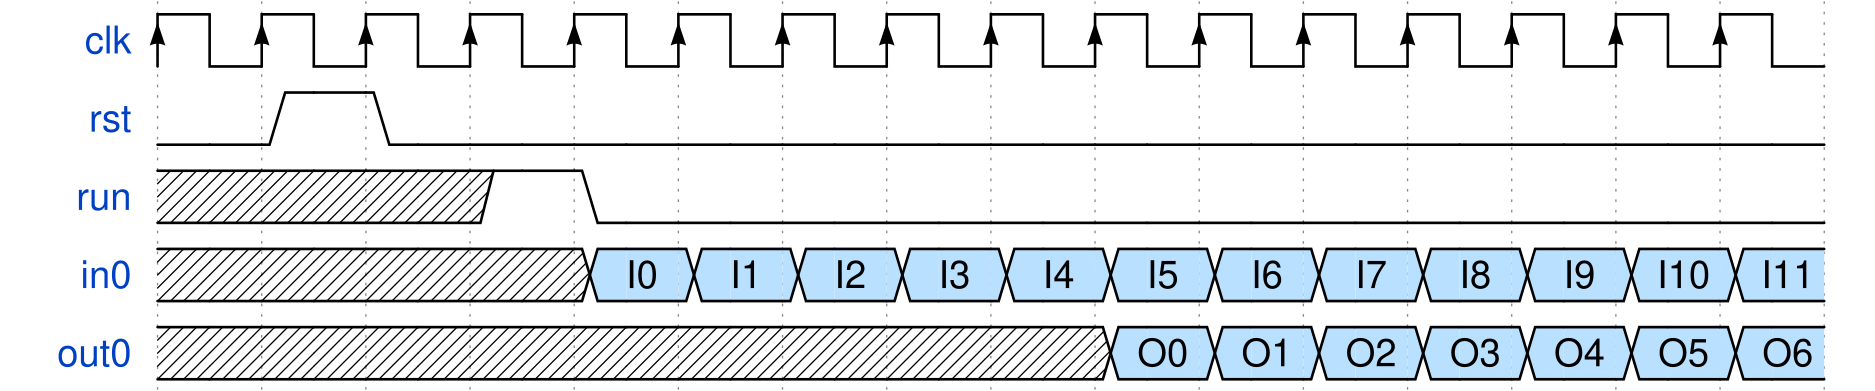 clk
rst
run
in0 I0 I1 I2 I3 I4 I5 I6 I7 I8 I9 I10 I11
out0 O0 O1 O2 O3 O4 O5 O6